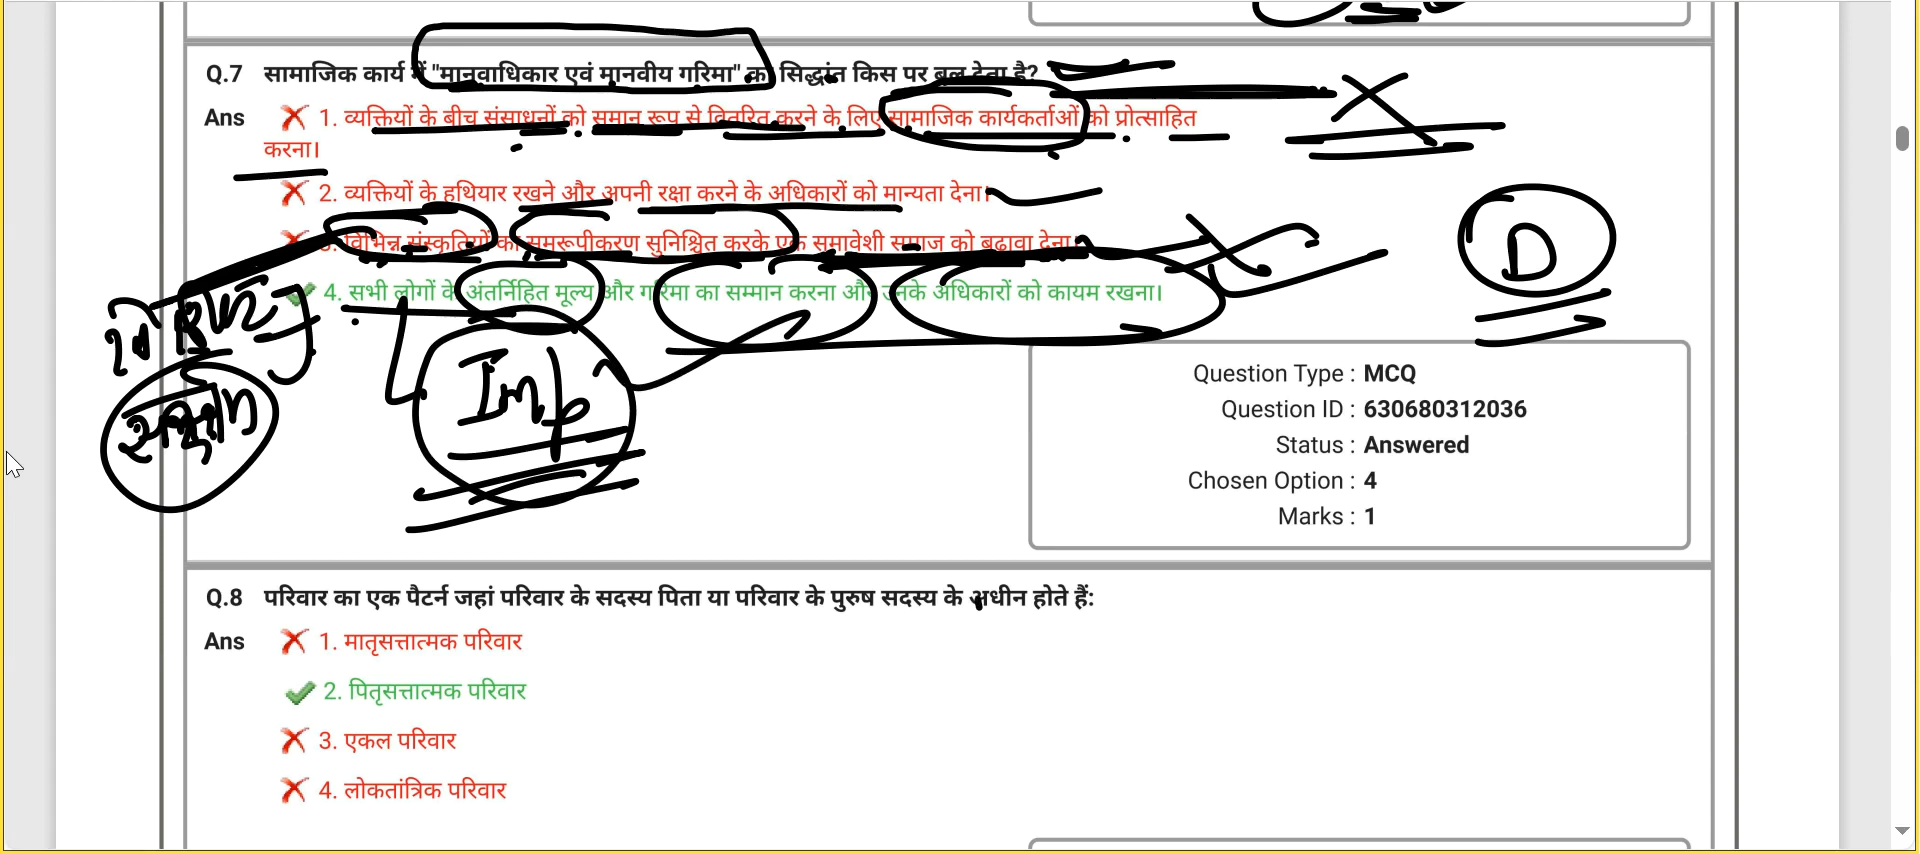 Q.7 सामाजिक कार्य में "मानवाधिकार एवं मानवीय गरिमा" का सिद्धांत किस पर बल देता है?
Ans 1. व्यक्तियों के बीच संसाधनों को समान रूप से वितरित करने के लिए सामाजिक कार्यकर्ताओं को प्रोत्साहित
करना।
2. व्यक्तियों के हथियार रखने और अपनी रक्षा करने के अधिकारों को मान्यता देना।
3. विभिन्न संस्कृतियों का समरूपीकरण सुनिश्चित करके एक समावेशी समाज को बढ़ावा देना।
D
4. सभी लोगों के अंतर्निहित मूल्य और गरिमा का सम्मान करना और उनके अधिकारों को कायम रखना।
Imp
Question Type : MCQ
Question ID : 630680312036
Status : Answered
Chosen Option : 4
Marks : 1
Q.8 परिवार का एक पैटर्न जहां परिवार के सदस्य पिता या परिवार के पुरुष सदस्य के अधीन होते हैं:
Ans 1. मातृसत्तात्मक परिवार
2. पितृसत्तात्मक परिवार
3. एकल परिवार
4. लोकतांत्रिक परिवार